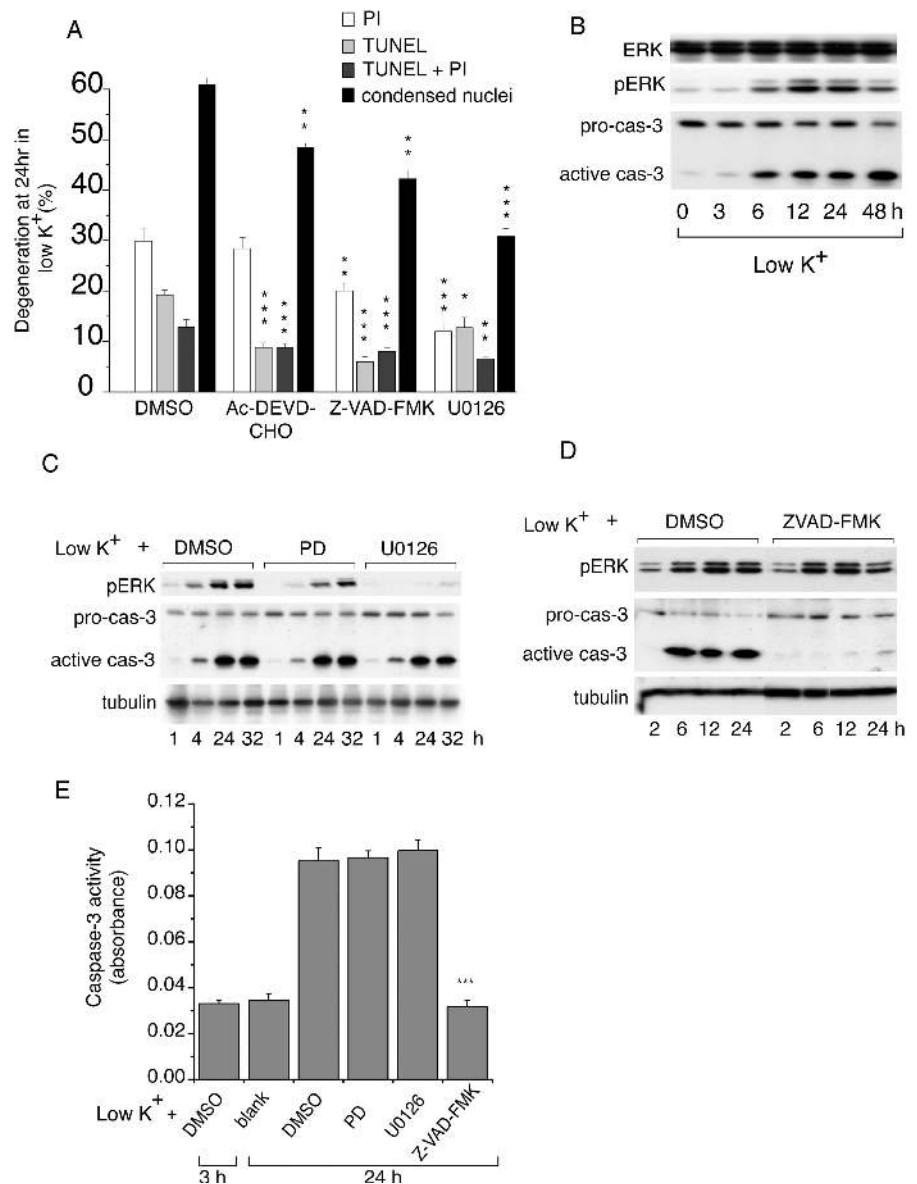 A
PI
TUNEL
TUNEL + PI
condensed nuclei
Degeneration at 24hr in
low K+(%)
60
50
40
30
20
10
0
* *
* * *
* * *
* *
* * *
* * *
* *
* * *
*
* *
* * *
DMSO
Ac-DEVD-
CHO
Z-VAD-FMK
U0126
B
ERK
pERK
pro-cas-3
active cas-3
0 3 6 12 24 48 h
Low K+
C
Low K+ + DMSO PD U0126
pERK
pro-cas-3
active cas-3
tubulin
1 4 24 32 1 4 24 32 1 4 24 32 h
D
Low K+ + DMSO ZVAD-FMK
pERK
pro-cas-3
active cas-3
tubulin
2 6 12 24 2 6 12 24 h
E
Caspase-3 activity
(absorbance)
0.12
0.10
0.08
0.06
0.04
0.02
0.00
***
Low K+ +
DMSO
blank
DMSO
PD
U0126
Z-VAD-FMK
3 h
24 h